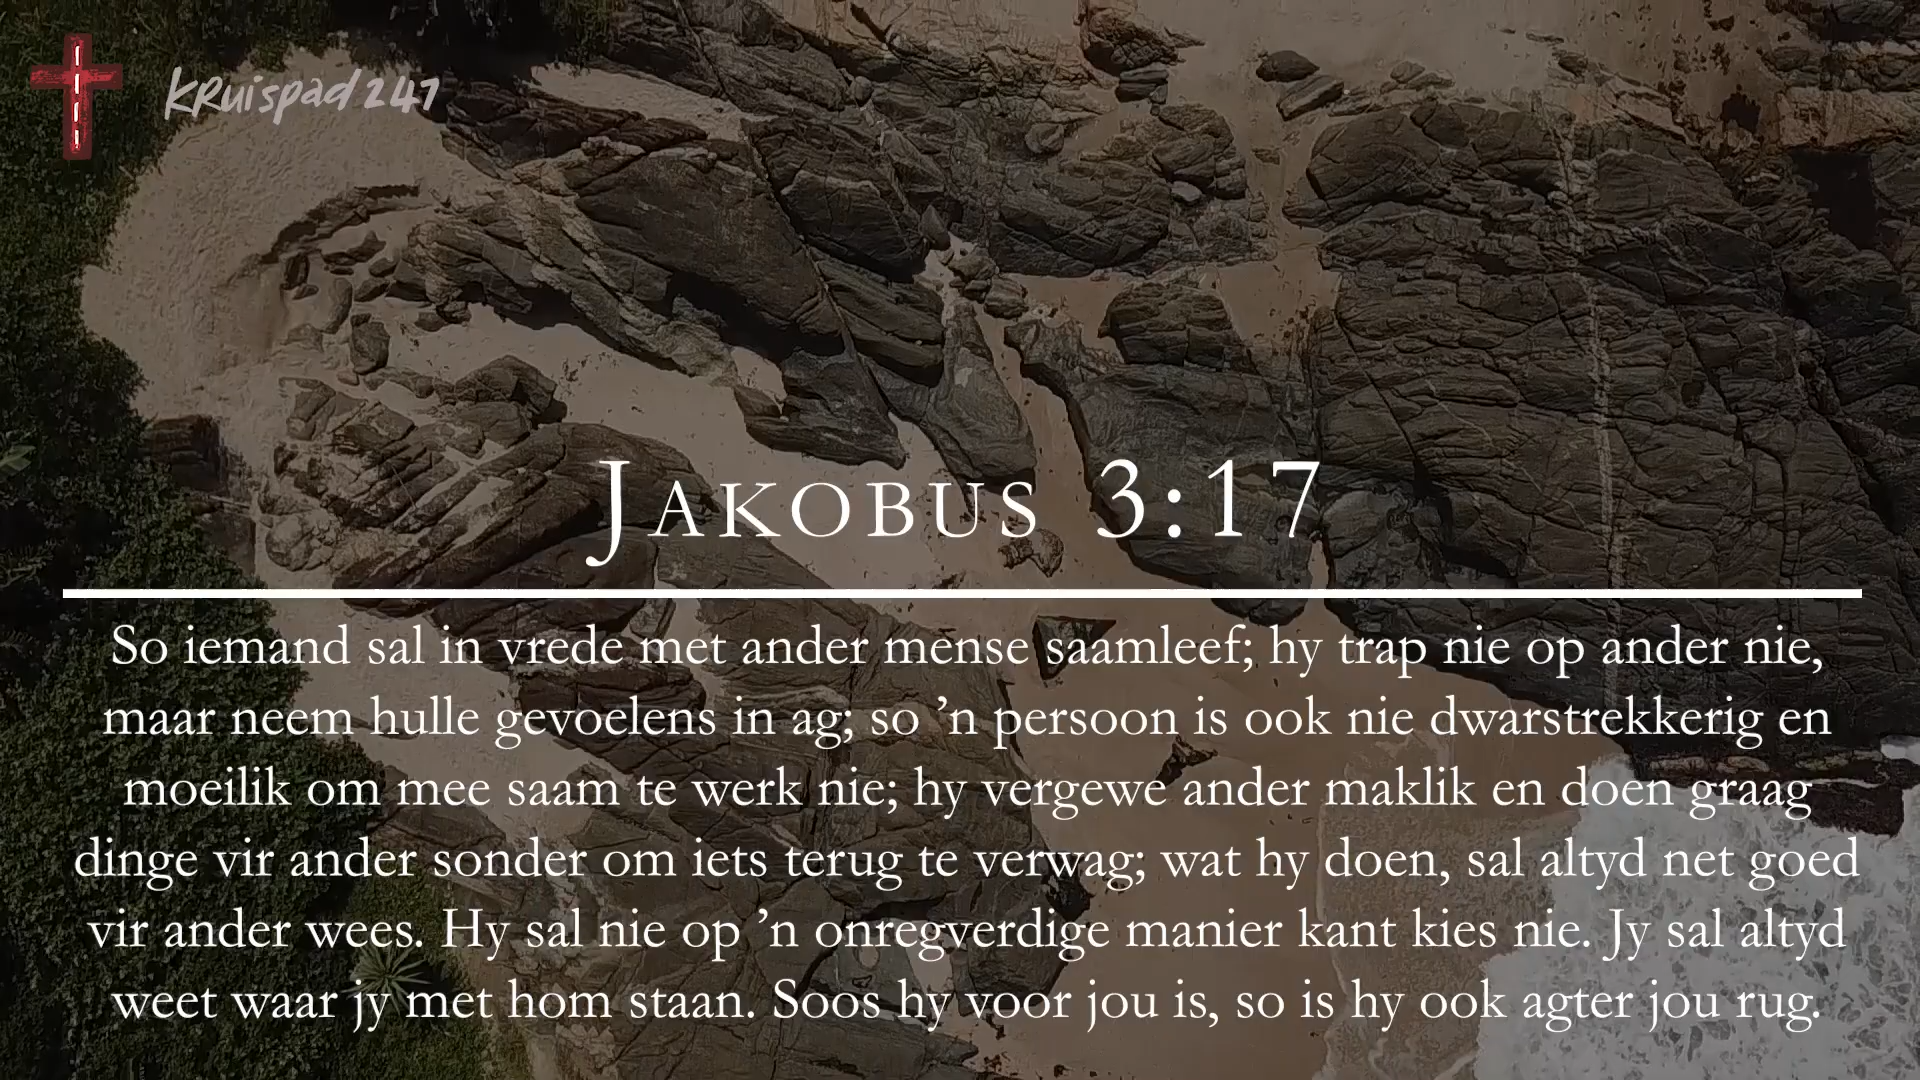 KRuispad 247
Jakobus 3:17
So iemand sal in vrede met ander mense saamleef; hy trap nie op ander nie,
maar neem hulle gevoelens in ag; so ’n persoon is ook nie dwarstrekkerig en
moeilik om mee saam te werk nie; hy vergewe ander maklik en doen graag
dinge vir ander sonder om iets terug te verwag; wat hy doen, sal altyd net goed
vir ander wees. Hy sal nie op ’n onregverdige manier kant kies nie. Jy sal altyd
weet waar jy met hom staan. Soos hy voor jou is, so is hy ook agter jou rug.